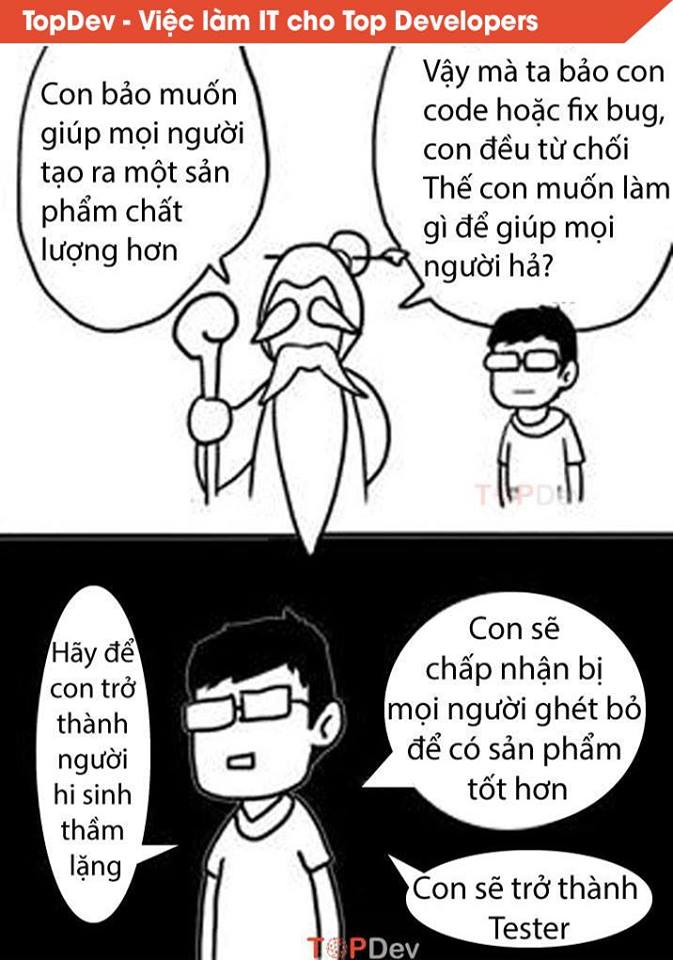 TopDev - Việc làm IT cho Top Developers
Con bảo muốn
giúp mọi người
tạo ra một sản
phẩm chất
lượng hơn
Vậy mà ta bảo con
code hoặc fix bug,
con đều từ chối
Thế con muốn làm
gì để giúp mọi
người hả?
TOPDev
Hãy để
con trở
thành
người
hi sinh
thầm
lặng
Con sẽ
chấp nhận bị
mọi người ghét bỏ
để có sản phẩm
tốt hơn
Con sẽ trở thành
Tester
TOPDev